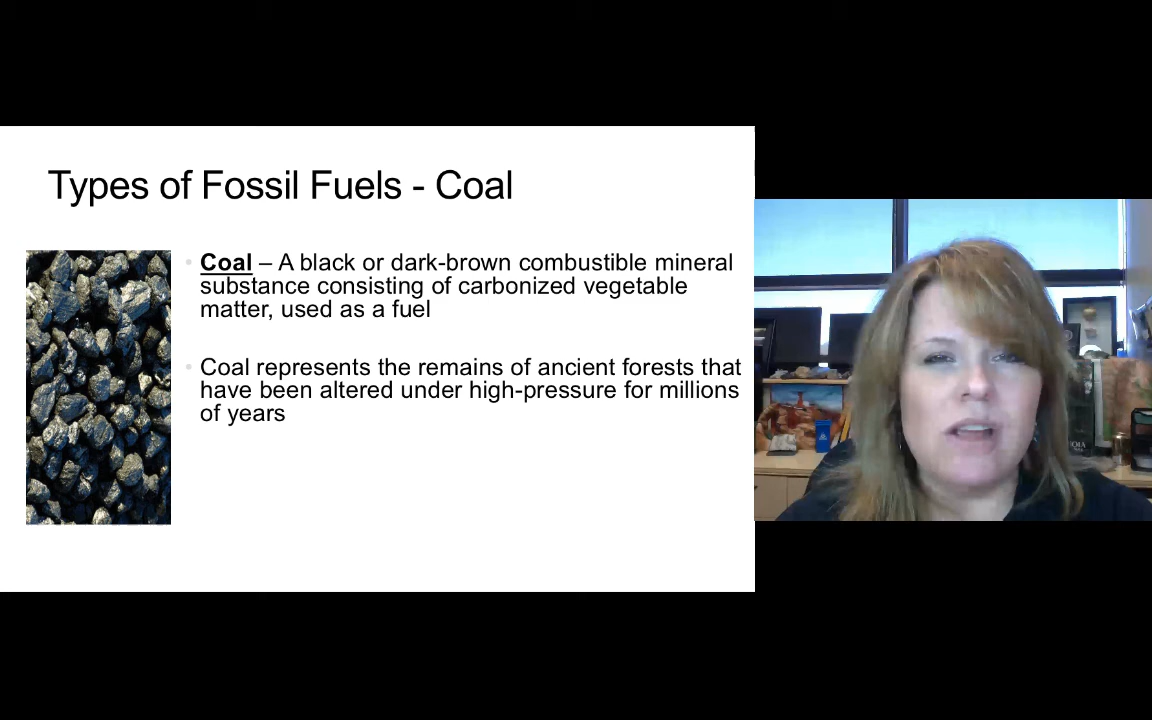 Types of Fossil Fuels - Coal
• Coal – A black or dark-brown combustible mineral
substance consisting of carbonized vegetable
matter, used as a fuel
• Coal represents the remains of ancient forests that
have been altered under high-pressure for millions
of years